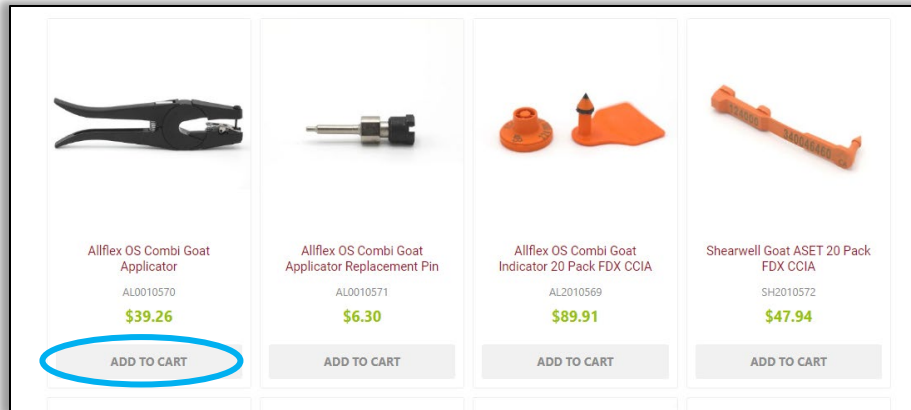 Allflex OS Combi Goat
Applicator
AL0010570
$39.26
ADD TO CART
Allflex OS Combi Goat
Applicator Replacement Pin
AL0010571
$6.30
ADD TO CART
Allflex OS Combi Goat
Indicator 20 Pack FDX CCIA
AL2010569
$89.91
ADD TO CART
Shearwell Goat ASET 20 Pack
FDX CCIA
SH2010572
$47.94
ADD TO CART